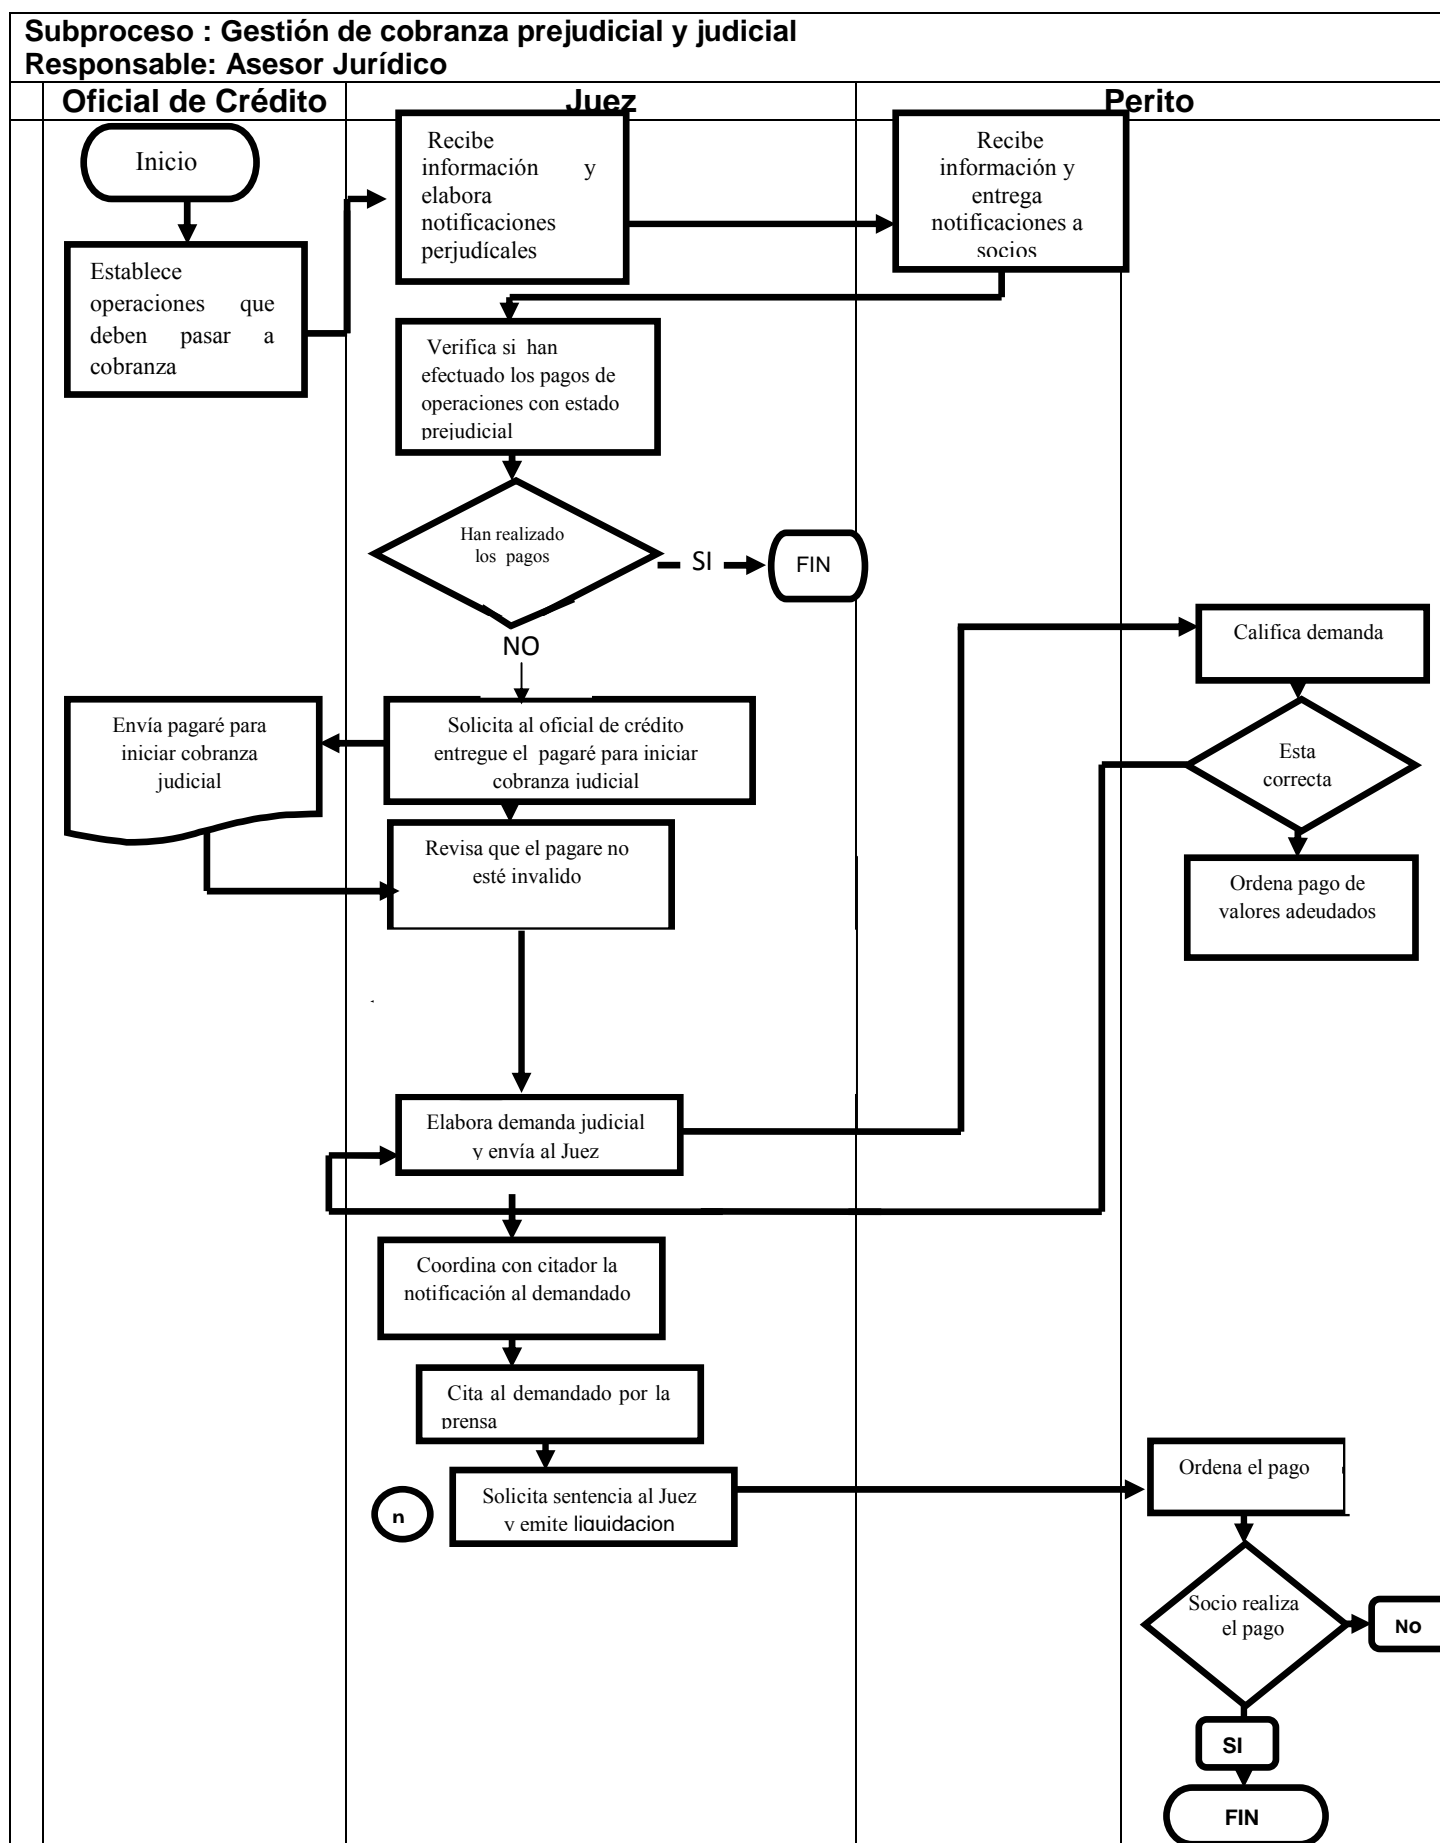 Subproceso : Gestión de cobranza prejudicial y judicial
Responsable: Asesor Jurídico
Oficial de Crédito
Juez
Perito
Inicio
Establece
operaciones que
deben pasar a
cobranza
Recibe
información y
elabora
notificaciones
perjudícales
Recibe
información y
entrega
notificaciones a
socios
Verifica si han
efectuado los pagos de
operaciones con estado
prejudicial
Han realizado
los pagos
SI
FIN
NO
Solicita al oficial de crédito
entregue el pagaré para iniciar
cobranza judicial
Envía pagaré para
iniciar cobranza
judicial
Revisa que el pagare no
esté invalido
Elabora demanda judicial
y envía al Juez
Califica demanda
Esta
correcta
Ordena pago de
valores adeudados
Coordina con citador la
notificación al demandado
Cita al demandado por la
prensa
n
Solicita sentencia al Juez
y emite liquidacion
Ordena el pago
Socio realiza
el pago
No
SI
FIN